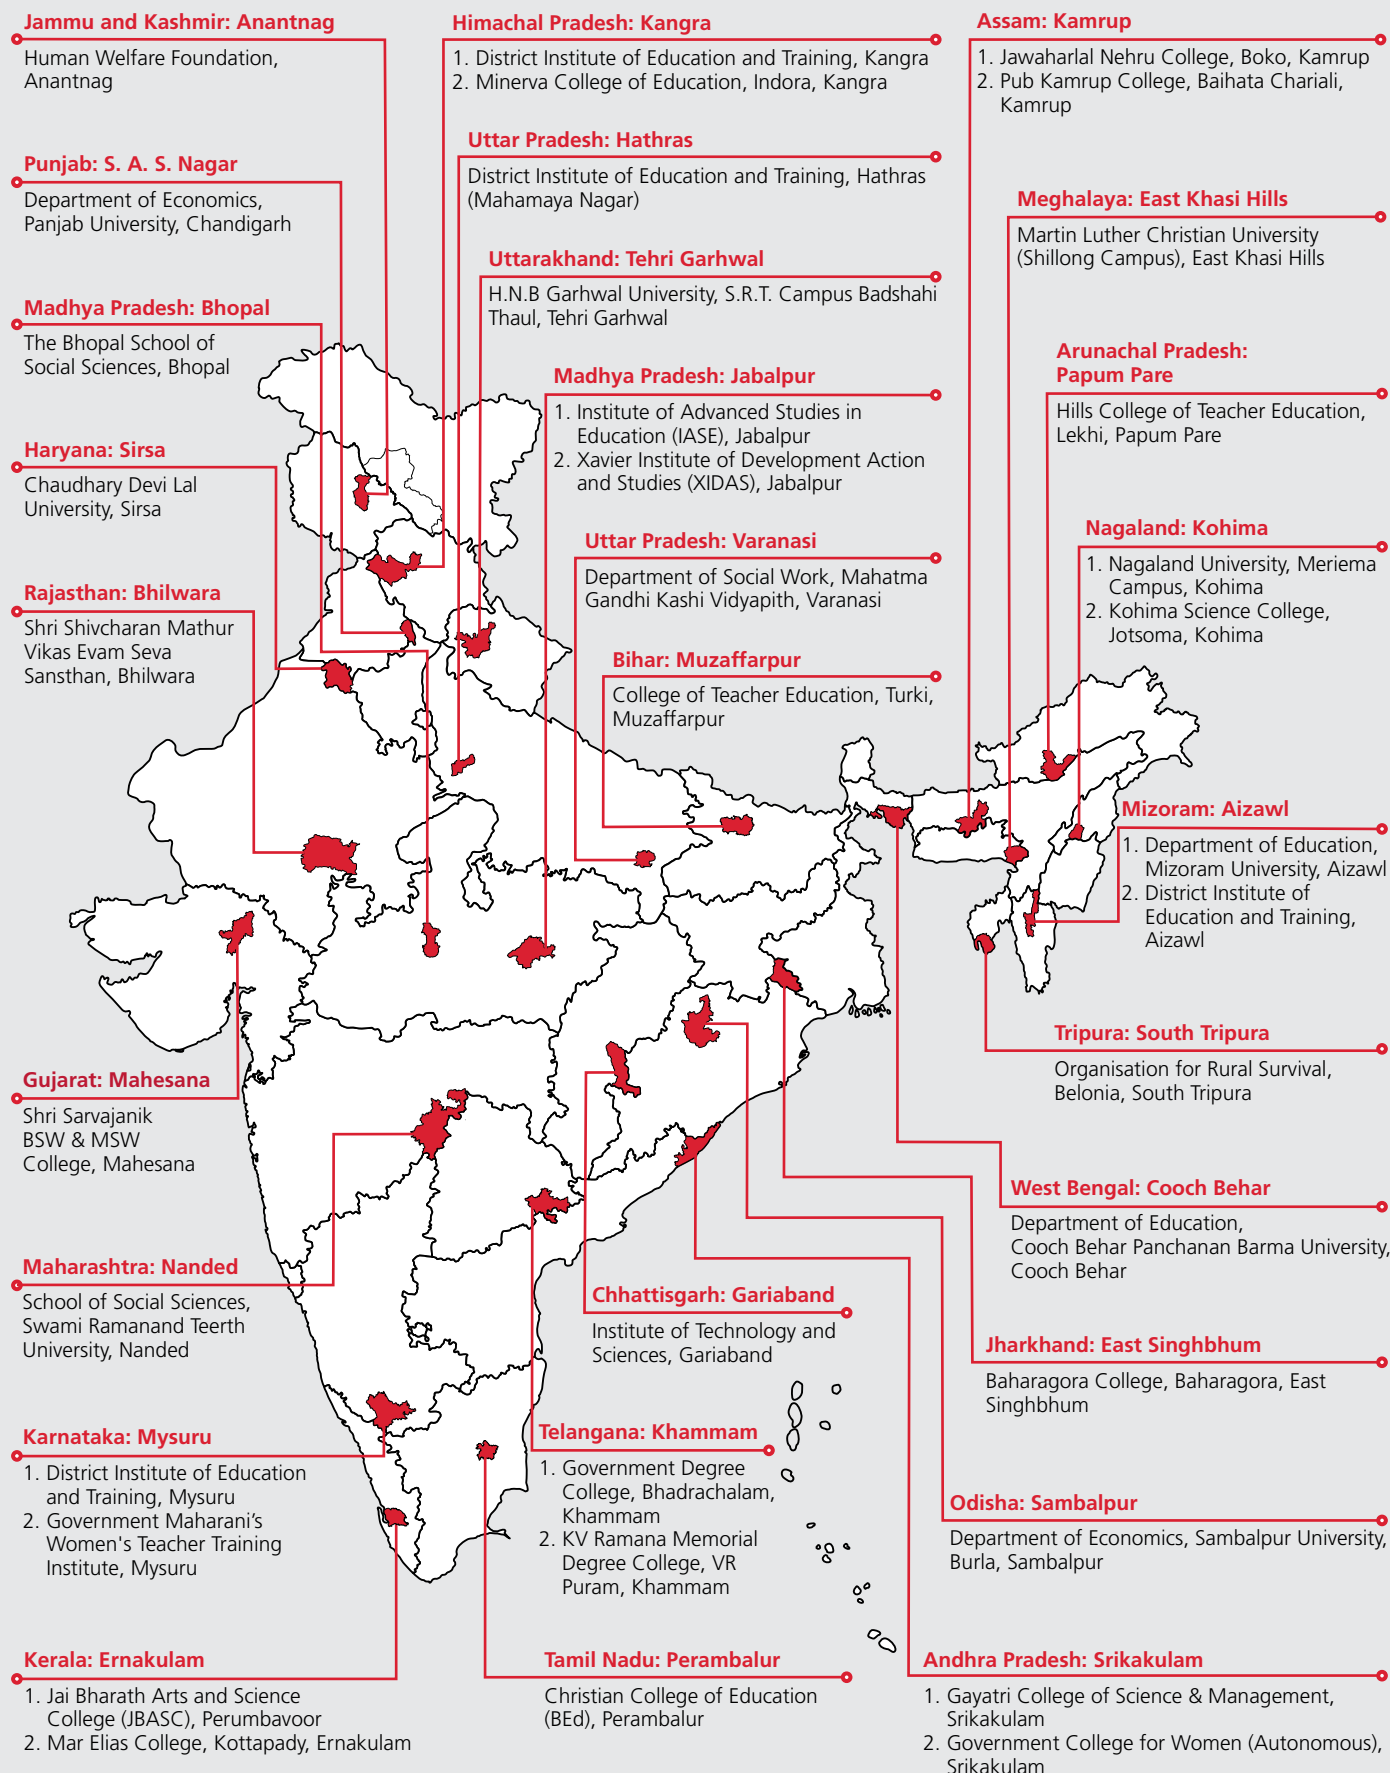 Jammu and Kashmir: Anantnag
Human Welfare Foundation,
Anantnag
Punjab: S. A. S. Nagar
Department of Economics,
Panjab University, Chandigarh
Madhya Pradesh: Bhopal
The Bhopal School of
Social Sciences, Bhopal
Haryana: Sirsa
Chaudhary Devi Lal
University, Sirsa
Rajasthan: Bhilwara
Shri Shivcharan Mathur
Vikas Evam Seva
Sansthan, Bhilwara
Gujarat: Mahesana
Shri Sarvajanik
BSW & MSW
College, Mahesana
Maharashtra: Nanded
School of Social Sciences,
Swami Ramanand Teerth
University, Nanded
Karnataka: Mysuru
1. District Institute of Education
and Training, Mysuru
2. Government Maharani’s
Women's Teacher Training
Institute, Mysuru
Kerala: Ernakulam
1. Jai Bharath Arts and Science
College (JBASC), Perumbavoor
2. Mar Elias College, Kottapady, Ernakulam
Himachal Pradesh: Kangra
1. District Institute of Education and Training, Kangra
2. Minerva College of Education, Indora, Kangra
Uttar Pradesh: Hathras
District Institute of Education and Training, Hathras
(Mahamaya Nagar)
Uttarakhand: Tehri Garhwal
H.N.B Garhwal University, S.R.T. Campus Badshahi
Thaul, Tehri Garhwal
Madhya Pradesh: Jabalpur
1. Institute of Advanced Studies in
Education (IASE), Jabalpur
2. Xavier Institute of Development Action
and Studies (XIDAS), Jabalpur
Uttar Pradesh: Varanasi
Department of Social Work, Mahatma
Gandhi Kashi Vidyapith, Varanasi
Bihar: Muzaffarpur
College of Teacher Education, Turki,
Muzaffarpur
Chhattisgarh: Gariaband
Institute of Technology and
Sciences, Gariaband
Telangana: Khammam
1. Government Degree
College, Bhadrachalam,
Khammam
2. KV Ramana Memorial
Degree College, VR
Puram, Khammam
Tamil Nadu: Perambalur
Christian College of Education
(BEd), Perambalur
Assam: Kamrup
1. Jawaharlal Nehru College, Boko, Kamrup
2. Pub Kamrup College, Baihata Chariali,
Kamrup
Meghalaya: East Khasi Hills
Martin Luther Christian University
(Shillong Campus), East Khasi Hills
Arunachal Pradesh:
Papum Pare
Hills College of Teacher Education,
Lekhi, Papum Pare
Nagaland: Kohima
1. Nagaland University, Meriema
Campus, Kohima
2. Kohima Science College,
Jotsoma, Kohima
Mizoram: Aizawl
1. Department of Education,
Mizoram University, Aizawl
2. District Institute of
Education and Training,
Aizawl
Tripura: South Tripura
Organisation for Rural Survival,
Belonia, South Tripura
West Bengal: Cooch Behar
Department of Education,
Cooch Behar Panchanan Barma University,
Cooch Behar
Jharkhand: East Singhbhum
Baharagora College, Baharagora, East
Singhbhum
Odisha: Sambalpur
Department of Economics, Sambalpur University,
Burla, Sambalpur
Andhra Pradesh: Srikakulam
1. Gayatri College of Science & Management,
Srikakulam
2. Government College for Women (Autonomous),
Srikakulam